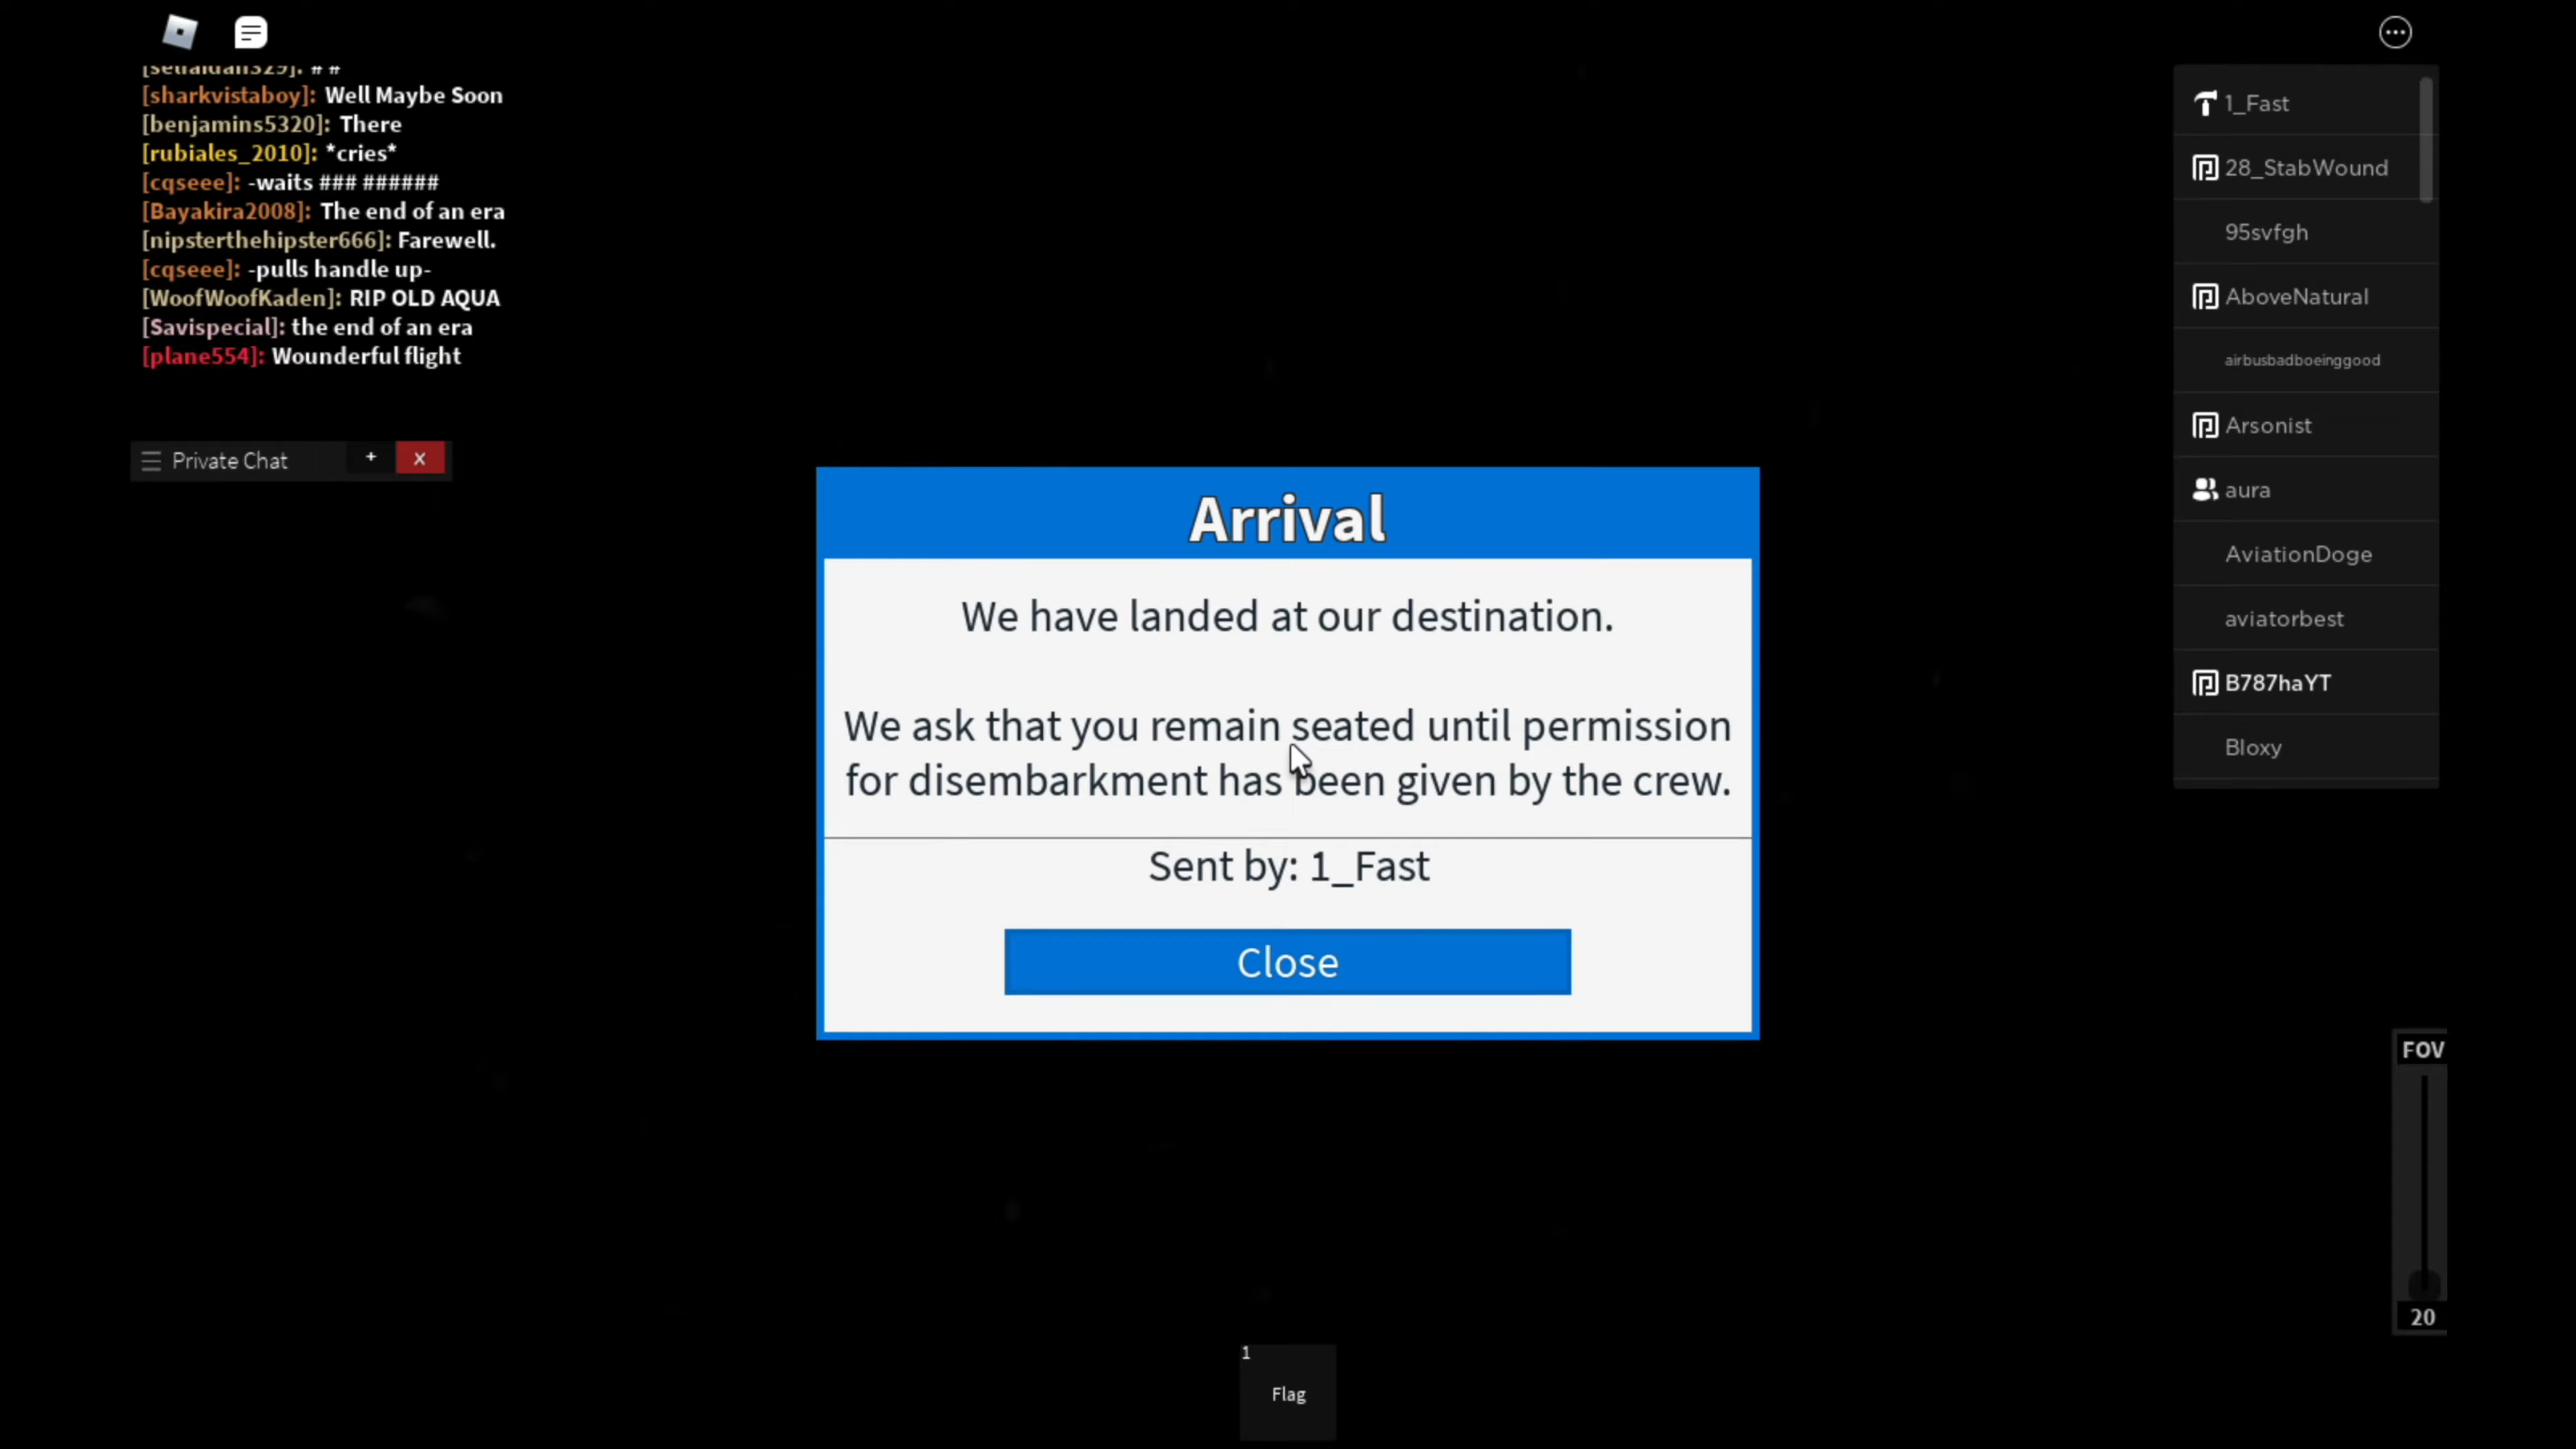 [sharkvistaboy]: Well Maybe Soon
[benjamins5320]: There
[rubiales_2010]: *cries*
[cqseee]: -waits ### ######
[Bayakira2008]: The end of an era
[nipsterthehipster666]: Farewell.
[cqseee]: -pulls handle up-
[WoofWoofKaden]: RIP OLD AQUA
[Savispecial]: the end of an era
[plane554]: Wounderful flight
Private Chat
+
x
Arrival
We have landed at our destination.
We ask that you remain seated until permission
for disembarkment has been given by the crew.
Sent by: 1_Fast
Close
1_Fast
28_StabWound
95svfgh
AboveNatural
airbusbadboeinggood
Arsonist
aura
AviationDoge
aviatorbest
B787haYT
Bloxy
FOV
20
1
Flag